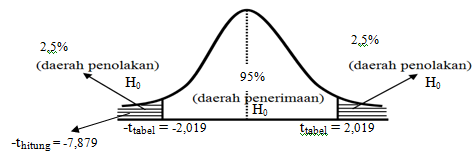 2,5%
(daerah penolakan)
H0
95%
(daerah penerimaan)
H0
2,5%
(daerah penolakan)
H0
-ttabel = -2,019
ttabel = 2,019
-thitung = -7,879